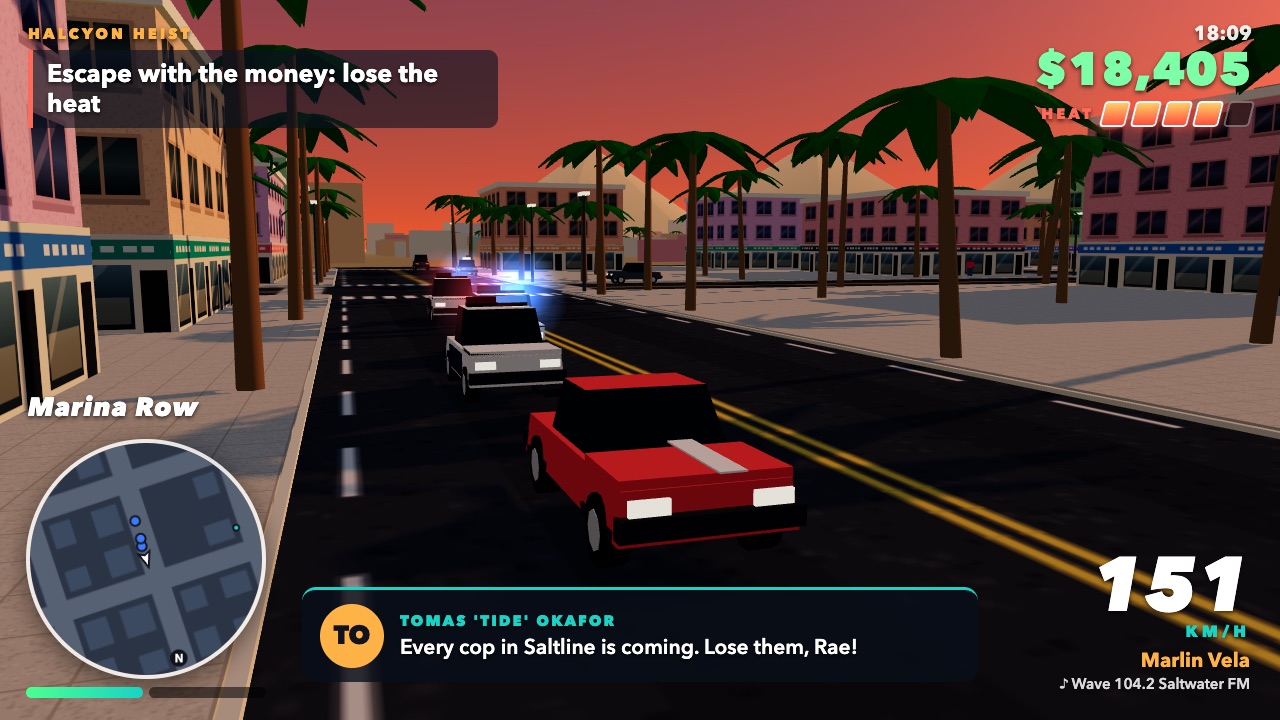 HALCYON HEIST
Escape with the money: lose the
heat
18:09
$18,405
HEAT
Marina Row
N
TO
TOMAS 'TIDE' OKAFOR
Every cop in Saltline is coming. Lose them, Rae!
151
KM/H
Marlin Vela
♪ Wave 104.2 Saltwater FM